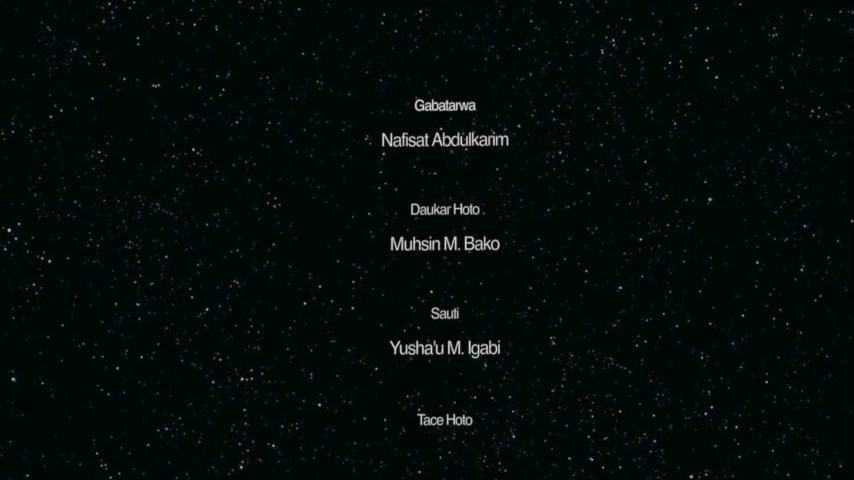 Gabatarwa
Nafisat Abdulkarim
Daukar Hoto
Muhsin M. Bako
Sauti
Yusha'u M. Igabi
Tace Hoto